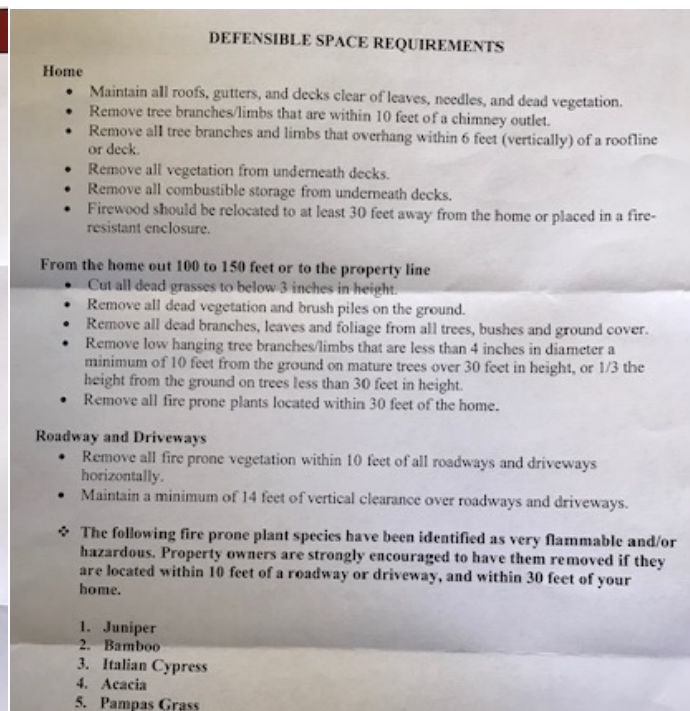 DEFENSIBLE SPACE REQUIREMENTS
Home
• Maintain all roofs, gutters, and decks clear of leaves, needles, and dead vegetation.
• Remove tree branches/limbs that are within 10 feet of a chimney outlet.
• Remove all tree branches and limbs that overhang within 6 feet (vertically) of a roofline
or deck.
• Remove all vegetation from underneath decks.
• Remove all combustible storage from underneath decks.
• Firewood should be relocated to at least 30 feet away from the home or placed in a fire-
resistant enclosure.
From the home out 100 to 150 feet or to the property line
• Cut all dead grasses to below 3 inches in height.
• Remove all dead vegetation and brush piles on the ground.
• Remove all dead branches, leaves and foliage from all trees, bushes and ground cover.
• Remove low hanging tree branches/limbs that are less than 4 inches in diameter a
minimum of 10 feet from the ground on mature trees over 30 feet in height, or 1/3 the
height from the ground on trees less than 30 feet in height.
• Remove all fire prone plants located within 30 feet of the home.
Roadway and Driveways
• Remove all fire prone vegetation within 10 feet of all roadways and driveways
horizontally.
• Maintain a minimum of 14 feet of vertical clearance over roadways and driveways.
❖ The following fire prone plant species have been identified as very flammable and/or
hazardous. Property owners are strongly encouraged to have them removed if they
are located within 10 feet of a roadway or driveway, and within 30 feet of your
home.
1. Juniper
2. Bamboo
3. Italian Cypress
4. Acacia
5. Pampas Grass